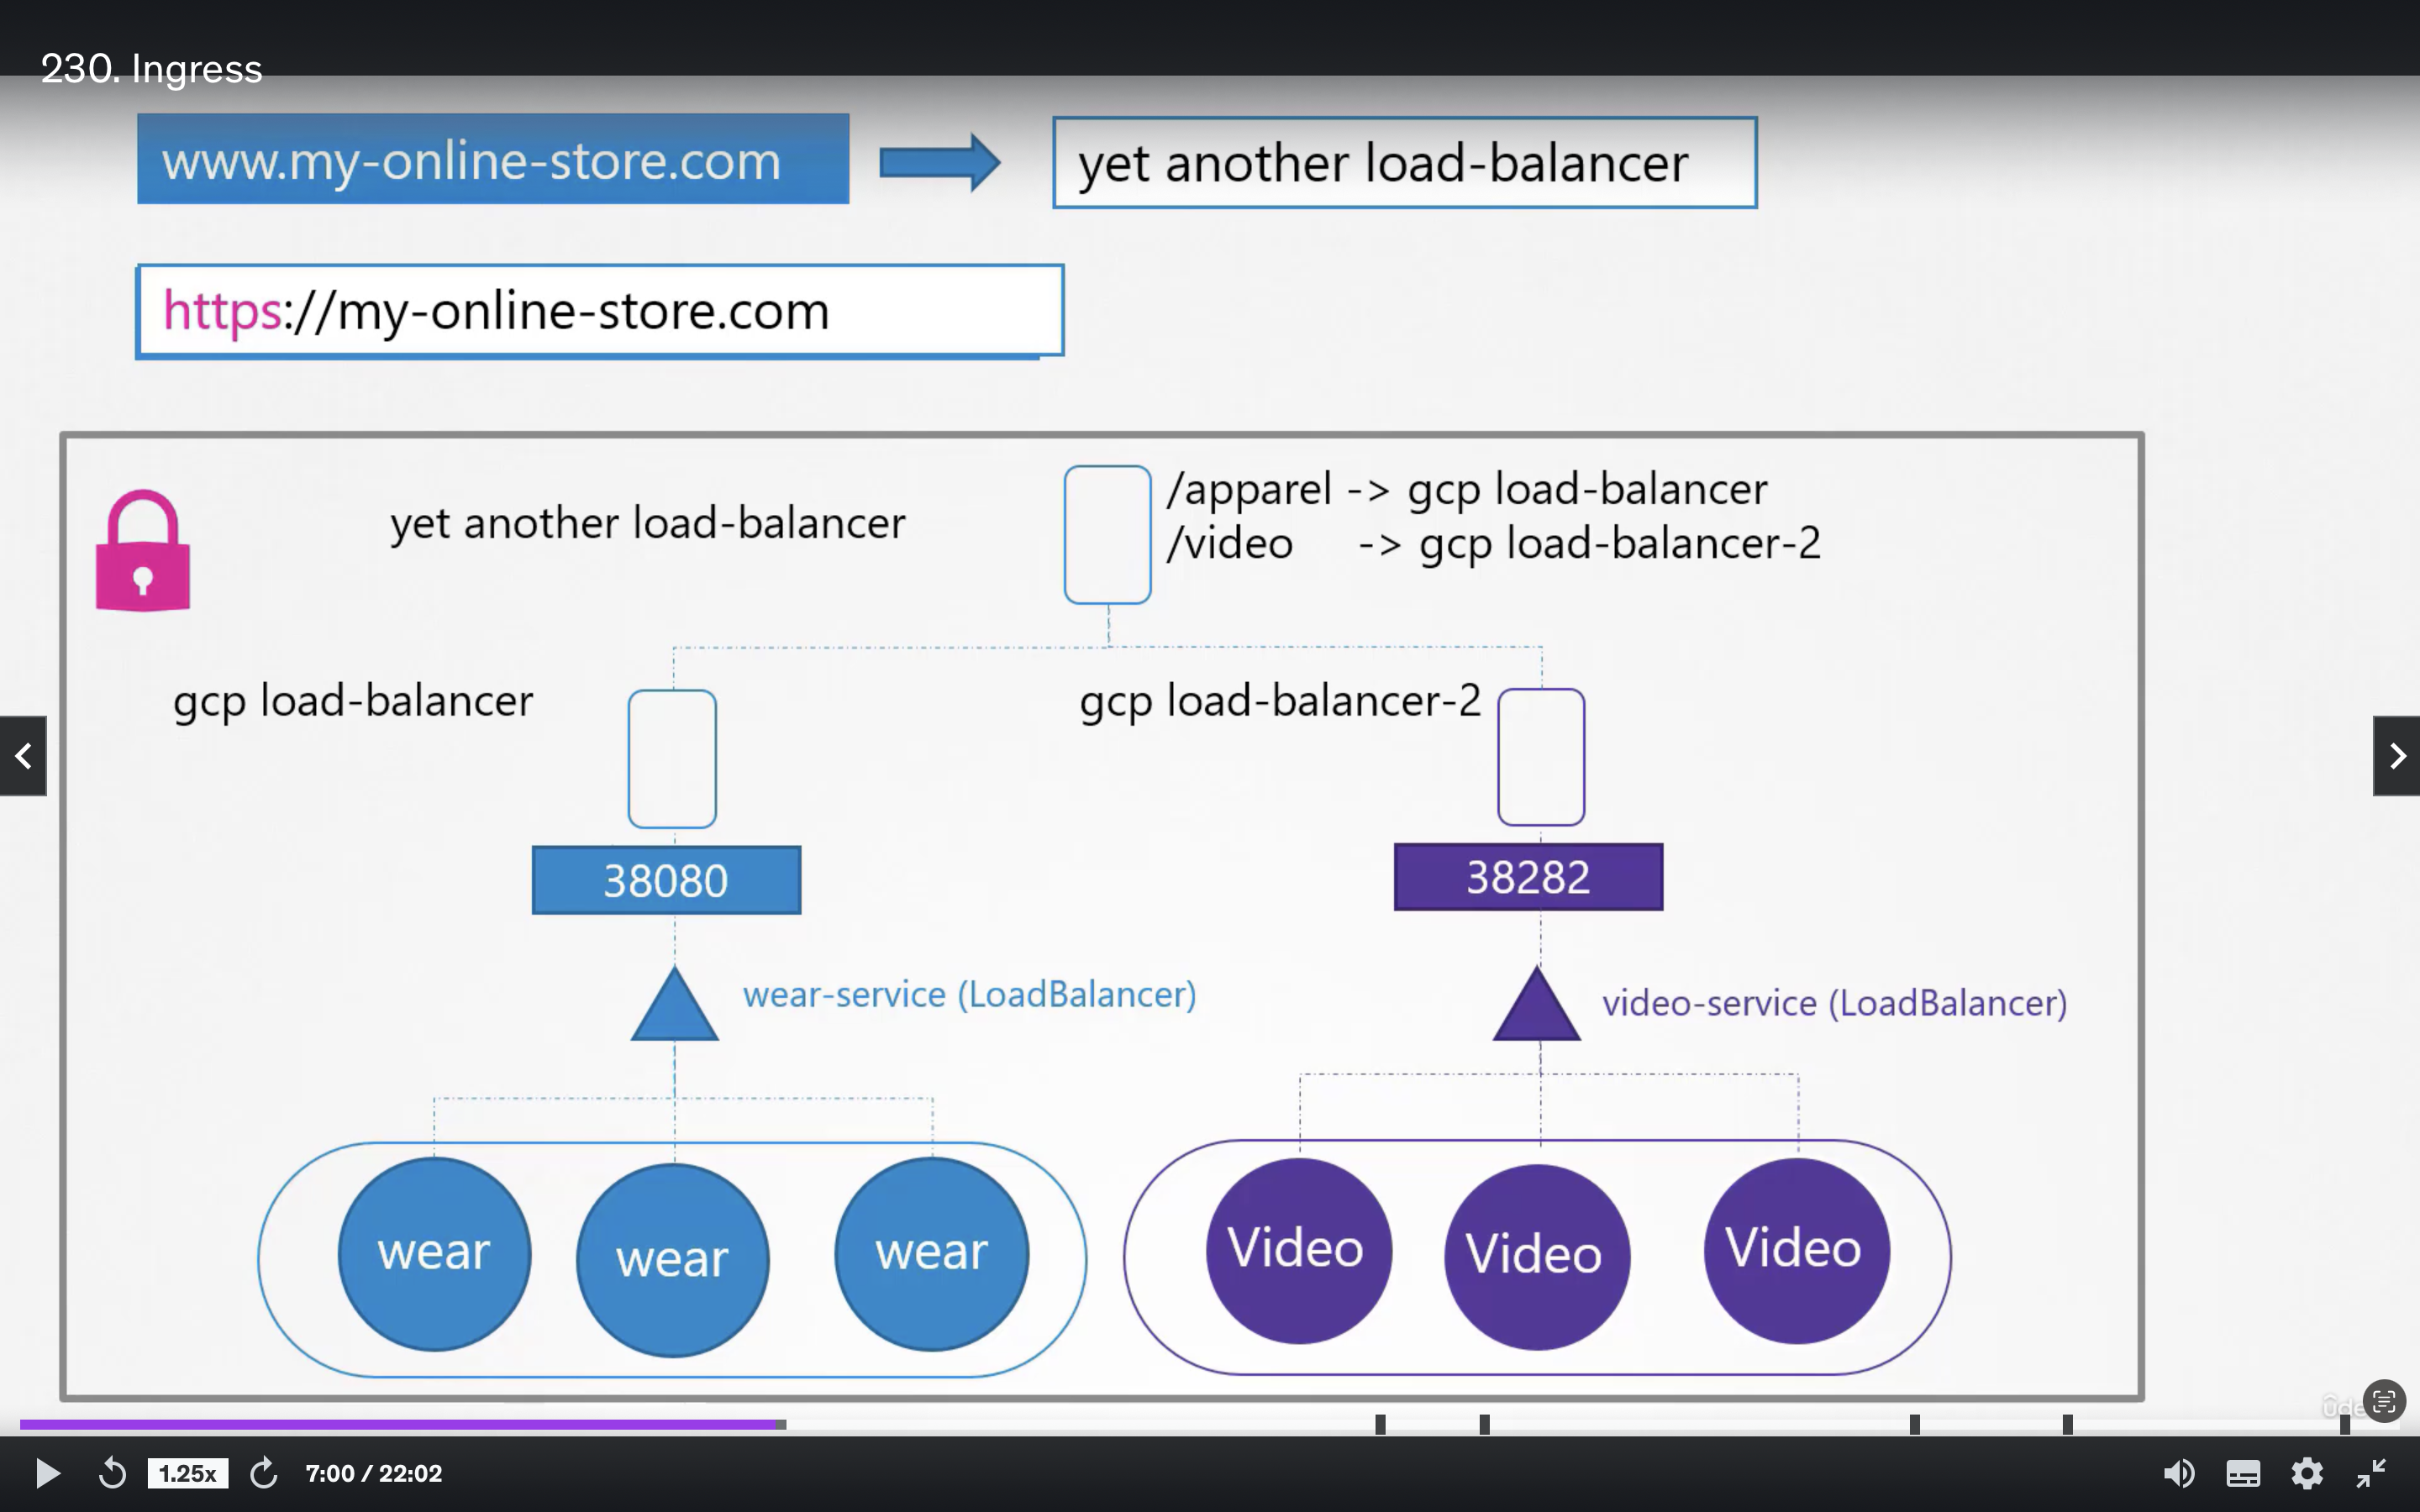 230. Ingress
www.my-online-store.com
yet another load-balancer
https://my-online-store.com
/apparel -> gcp load-balancer
yet another load-balancer
/video -> gcp load-balancer-2
gcp load-balancer
gcp load-balancer-2
38080
38282
wear-service (LoadBalancer)
video-service (LoadBalancer)
wear
wear
wear
Video
Video
Video
1.25x
7:00 / 22:02